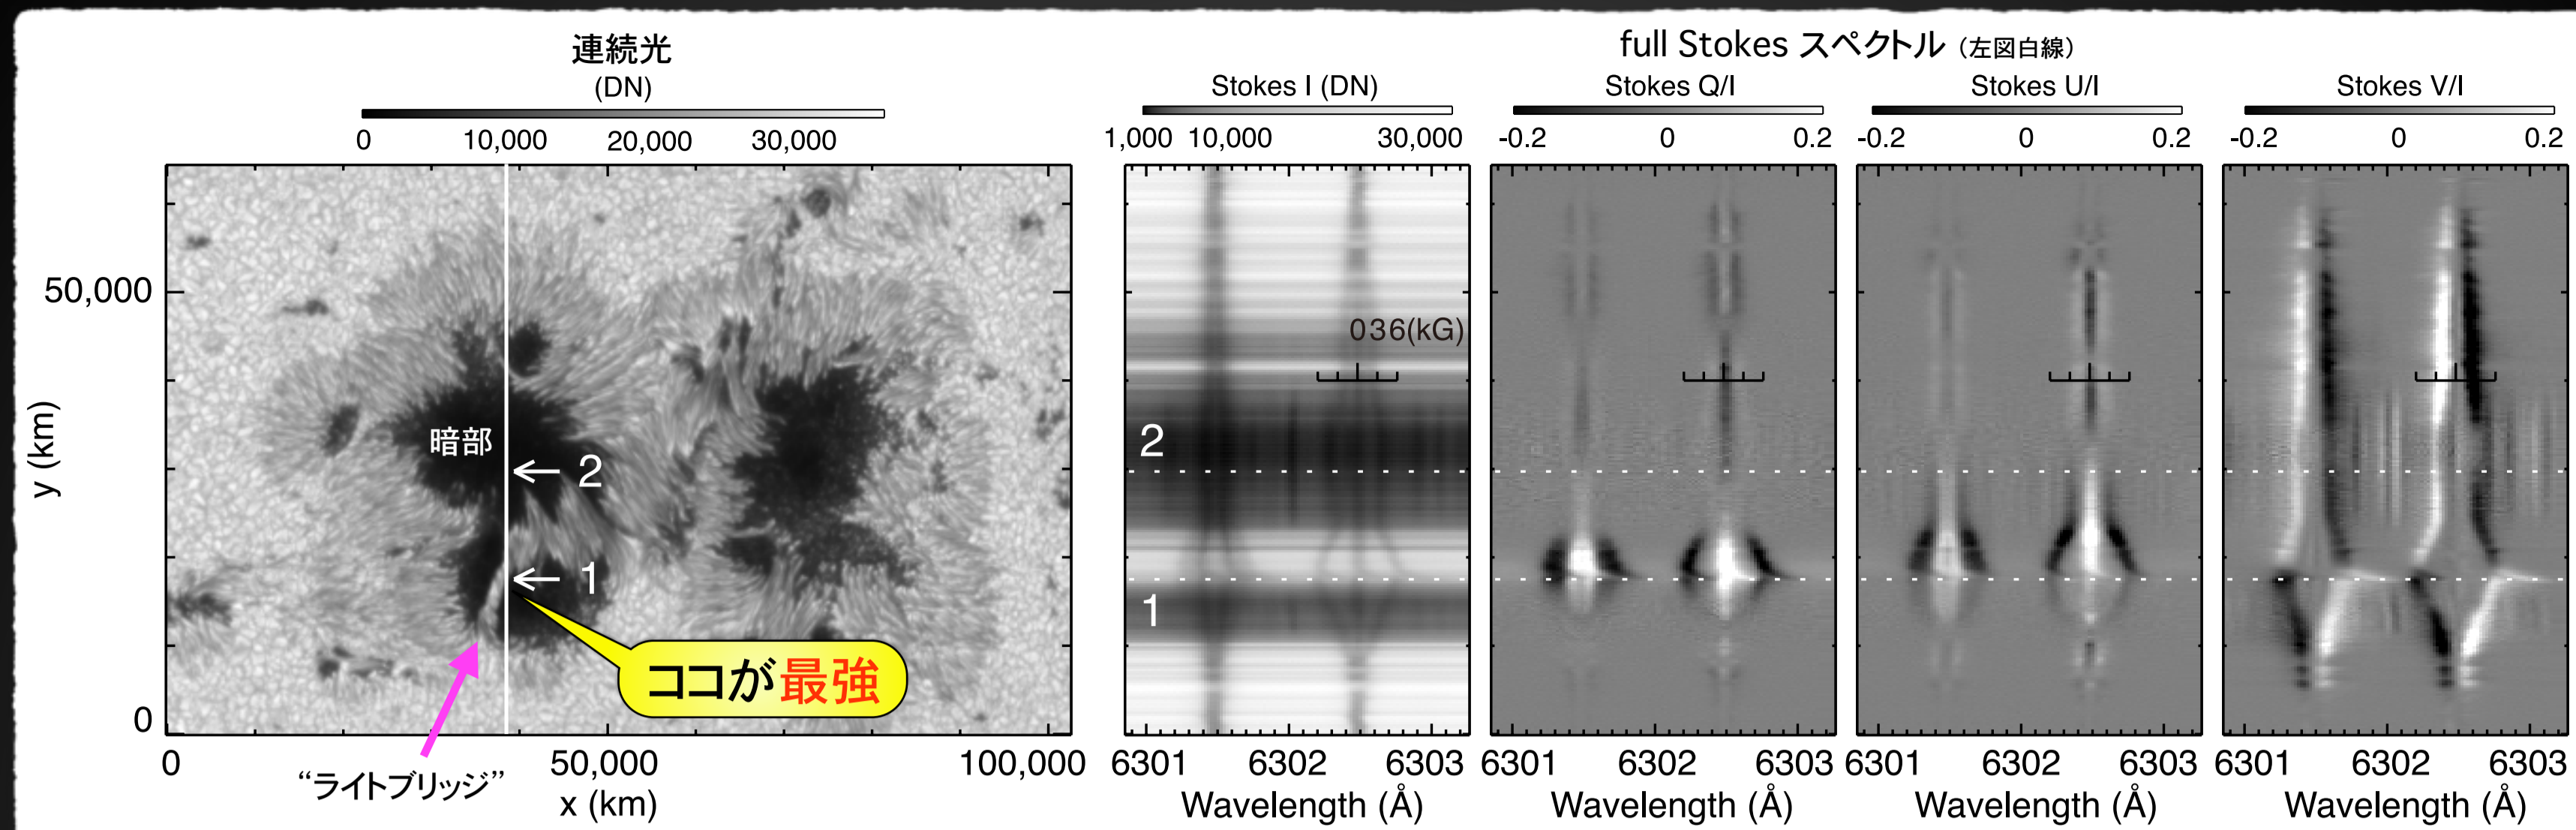 連続光
(DN)
0 10,000 20,000 30,000
y (km)
50,000
0
暗部
← 2
← 1
ココが最強
“ライトブリッジ”
0 50,000 100,000
x (km)
full Stokes スペクトル (左図白線)
Stokes I (DN)
1,000 10,000 30,000
036(kG)
2
1
6301 6302 6303
Wavelength (Å)
Stokes Q/I
-0.2 0 0.2
6301 6302 6303
Wavelength (Å)
Stokes U/I
-0.2 0 0.2
6301 6302 6303
Wavelength (Å)
Stokes V/I
-0.2 0 0.2
6301 6302 6303
Wavelength (Å)